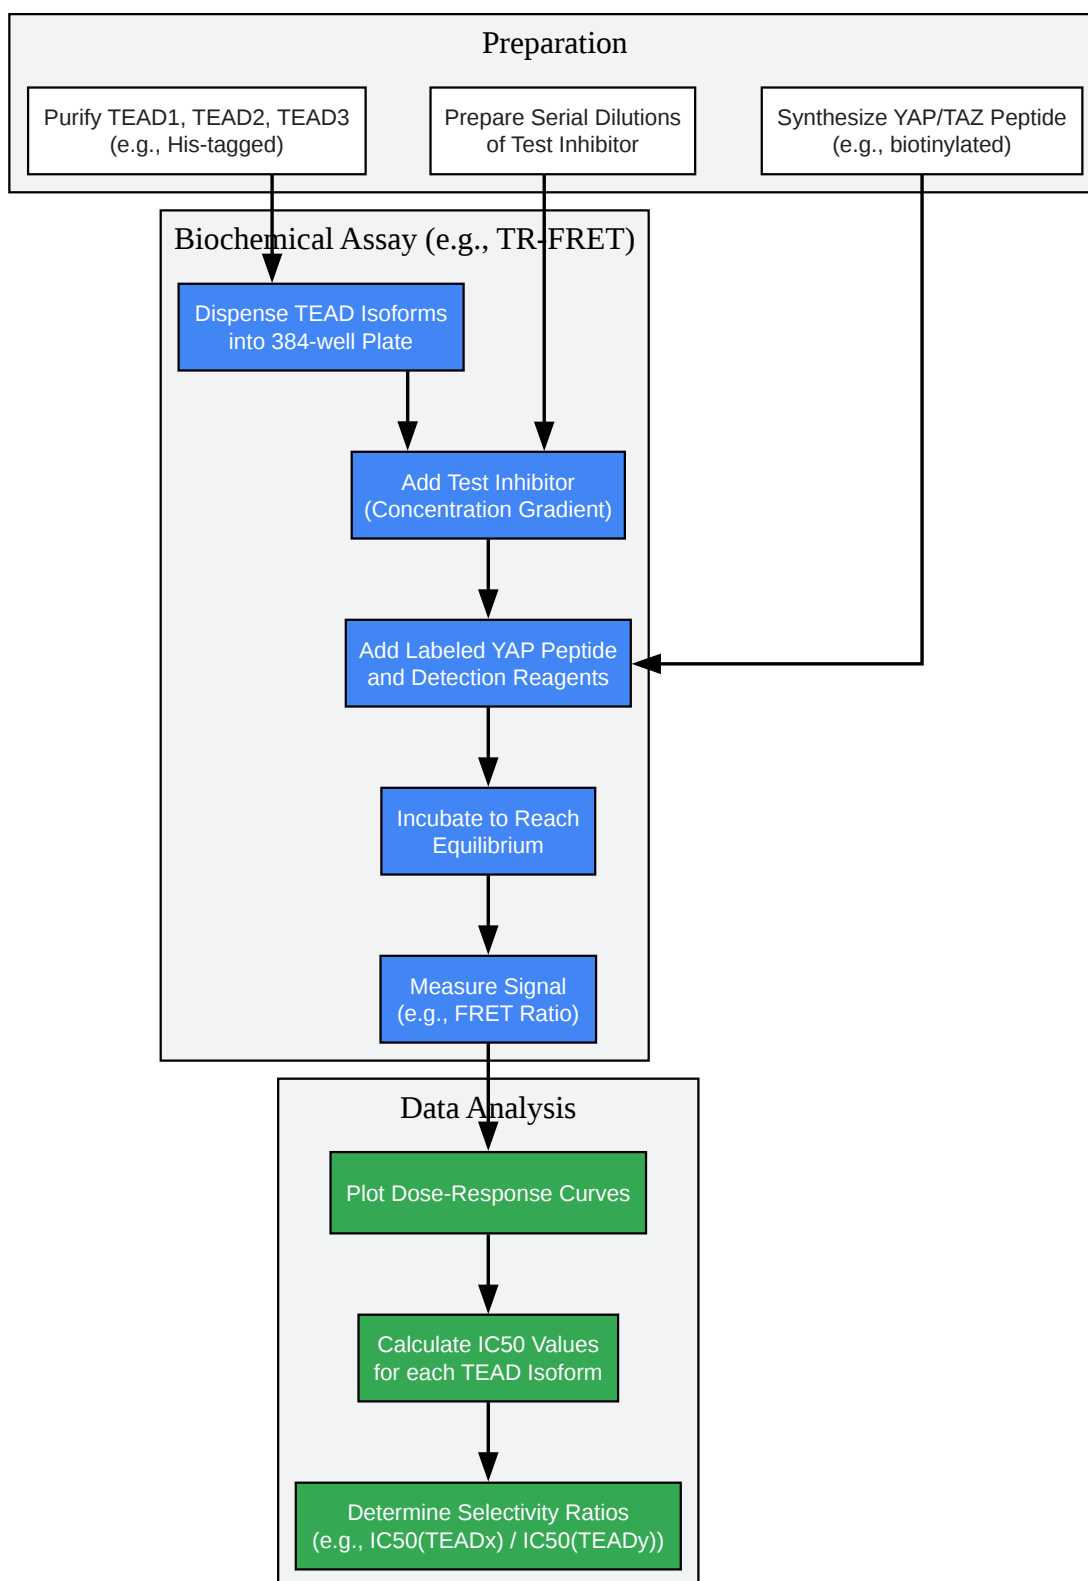 Preparation
Purify TEAD1, TEAD2, TEAD3
(e.g., His-tagged)
Prepare Serial Dilutions
of Test Inhibitor
Synthesize YAP/TAZ Peptide
(e.g., biotinylated)
Biochemical Assay (e.g., TR-FRET)
Dispense TEAD Isoforms
into 384-well Plate
Add Test Inhibitor
(Concentration Gradient)
Add Labeled YAP Peptide
and Detection Reagents
Incubate to Reach
Equilibrium
Measure Signal
(e.g., FRET Ratio)
Data Analysis
Plot Dose-Response Curves
Calculate IC50 Values
for each TEAD Isoform
Determine Selectivity Ratios
(e.g., IC50(TEADx) / IC50(TEADy))